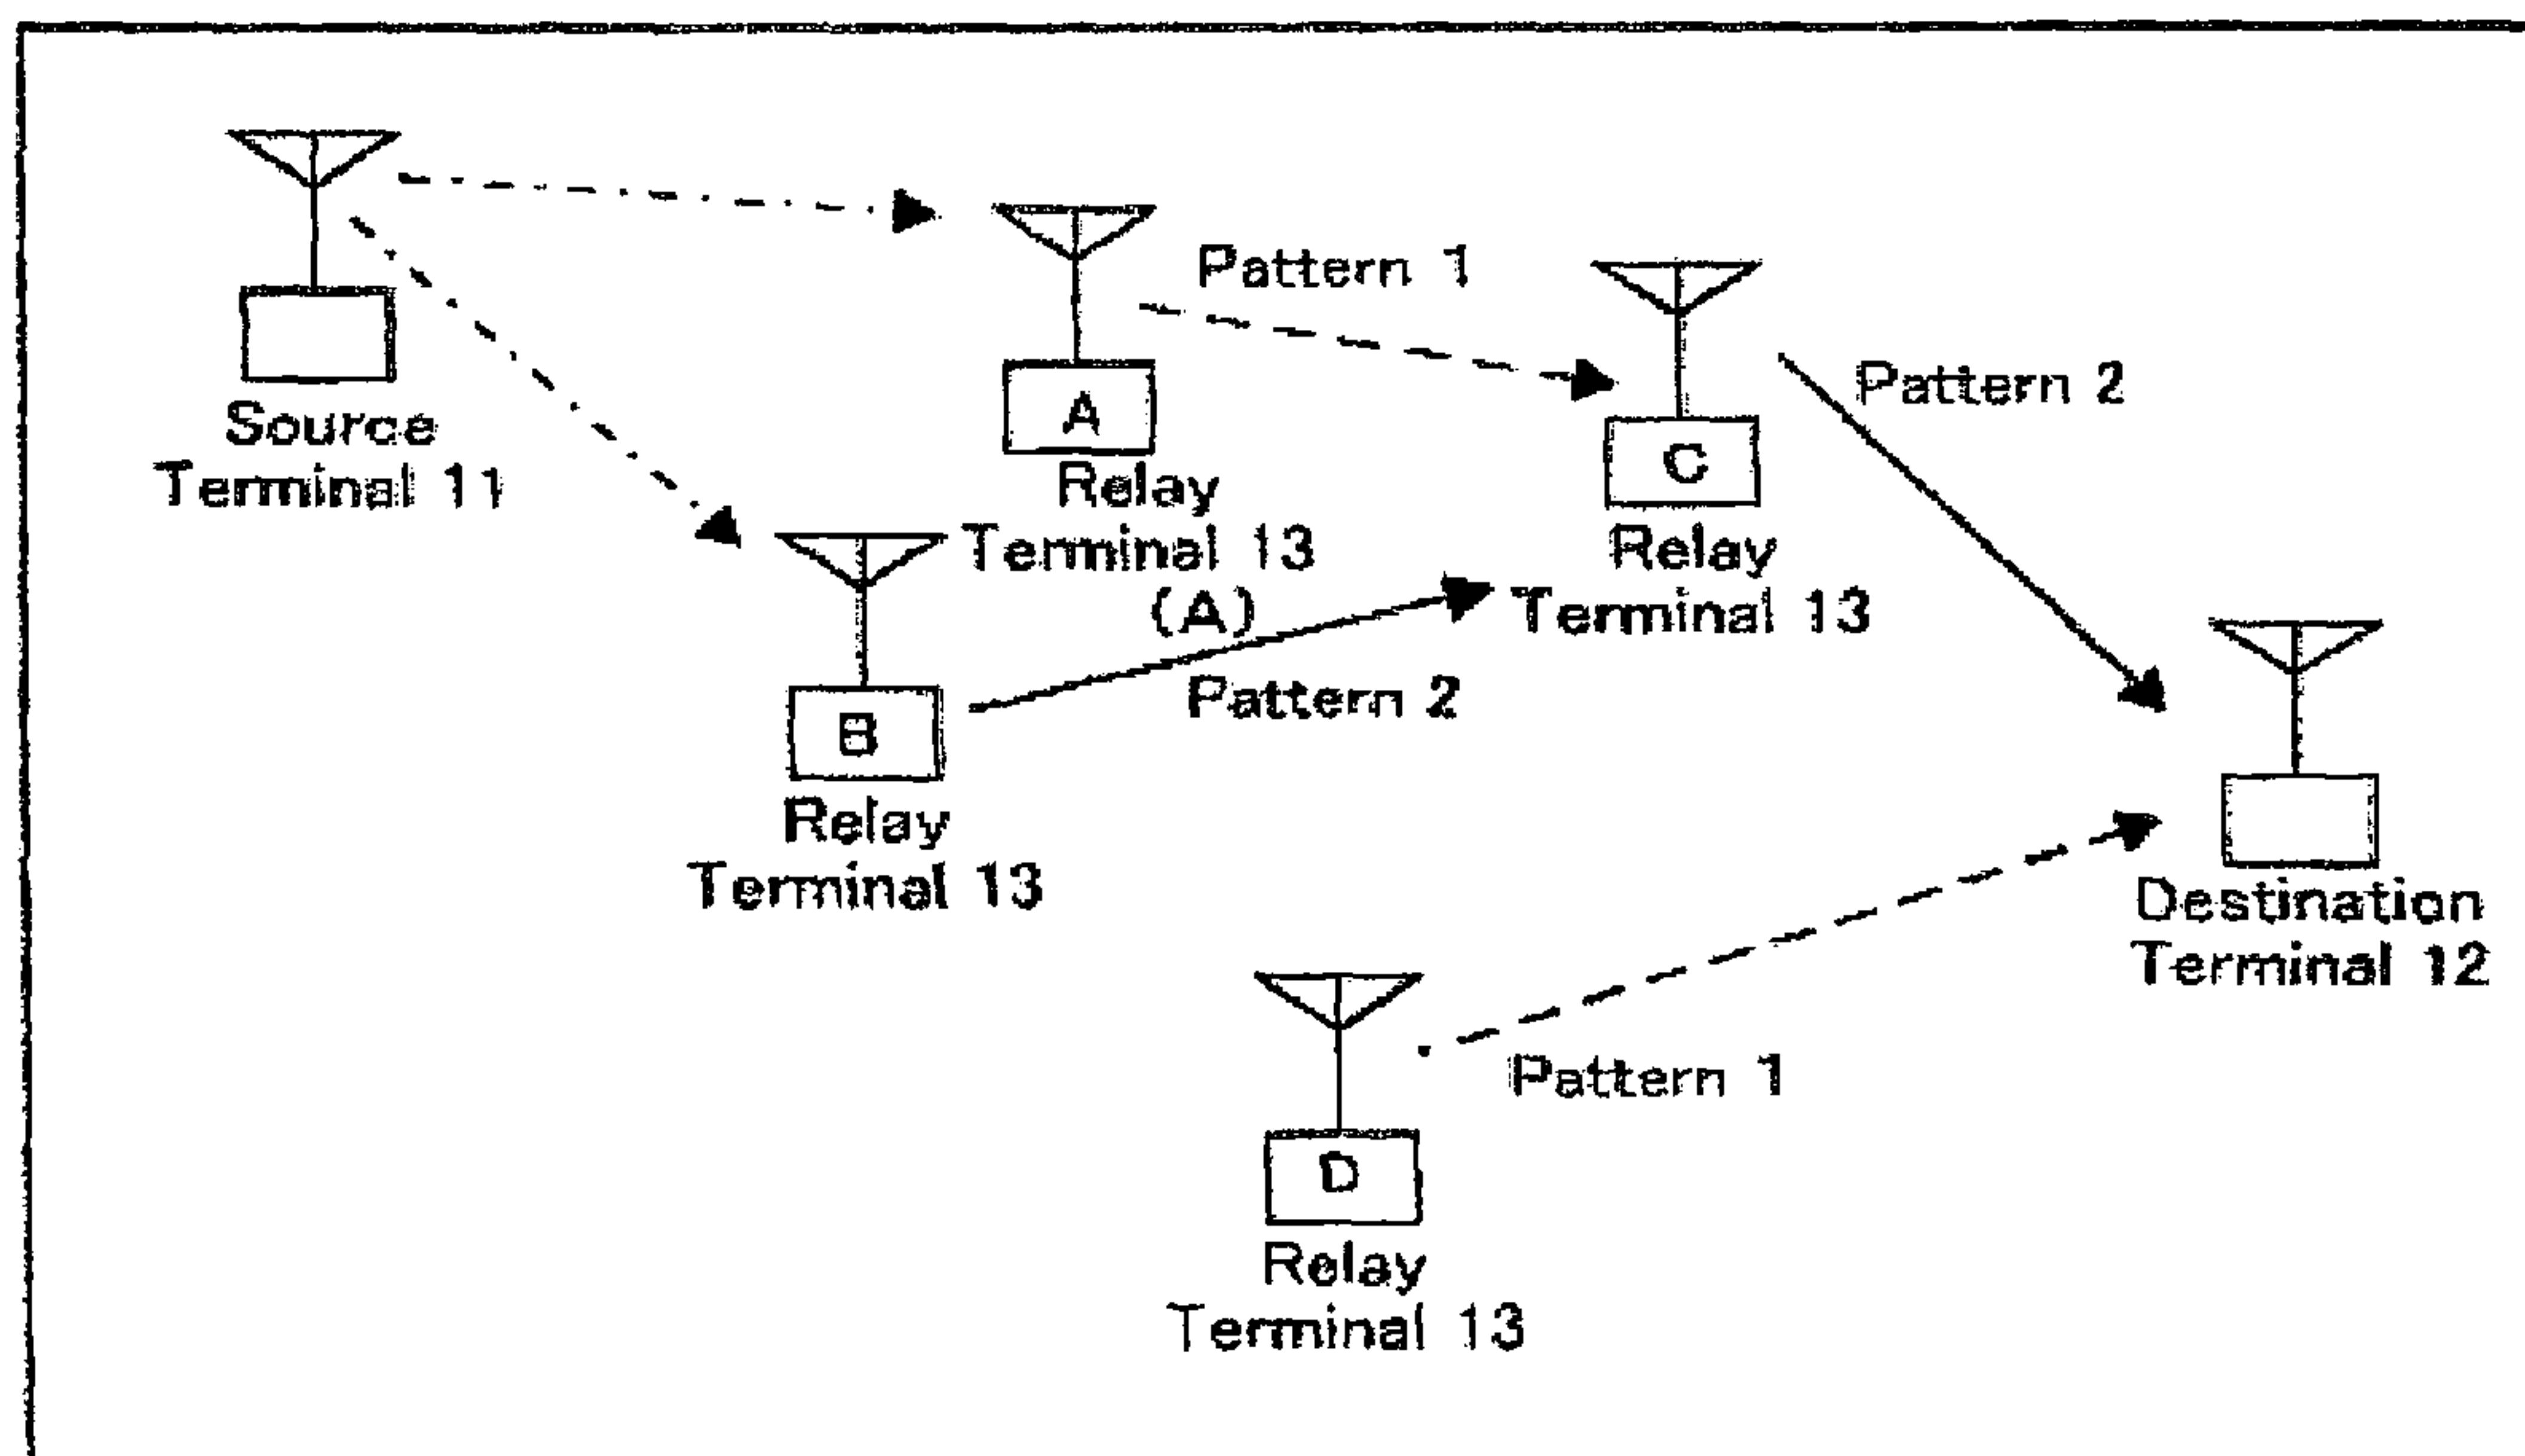 Source
Terminal 11
A
Relay
Terminal 13
(A)
Pattern 1
C
Relay
Terminal 13
Pattern 2
B
Relay
Terminal 13
Pattern 2
Destination
Terminal 12
D
Relay
Terminal 13
Pattern 1